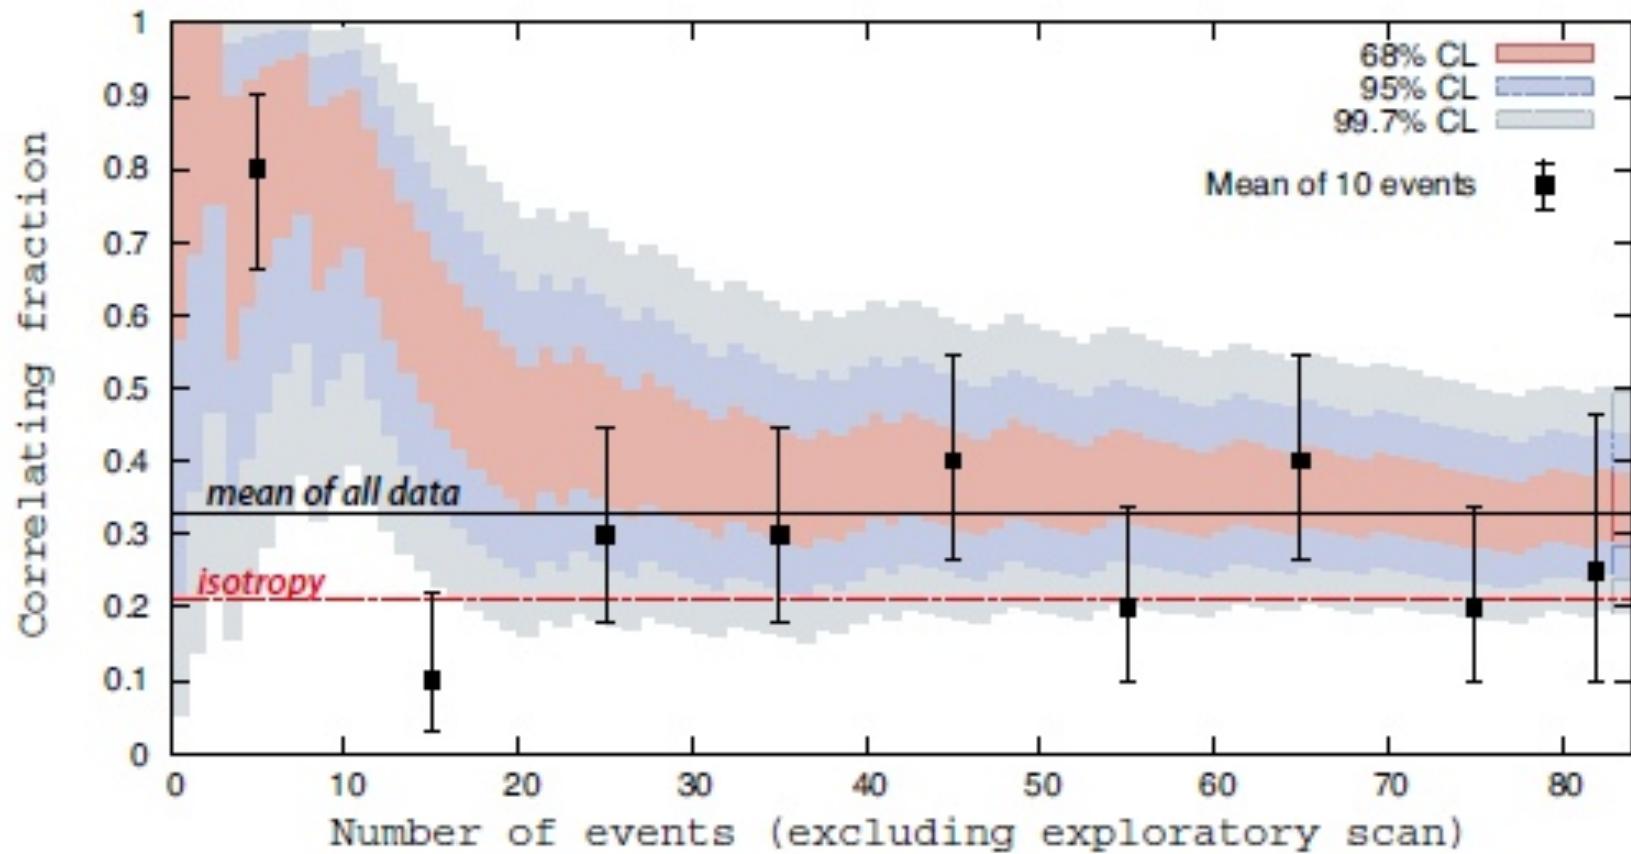 68% CL
95% CL
99.7% CL
Mean of 10 events
1
0.9
0.8
0.7
0.6
0.5
0.4
0.3
0.2
0.1
0
Correlating fraction
mean of all data
isotropy
0 10 20 30 40 50 60 70 80
Number of events (excluding exploratory scan)